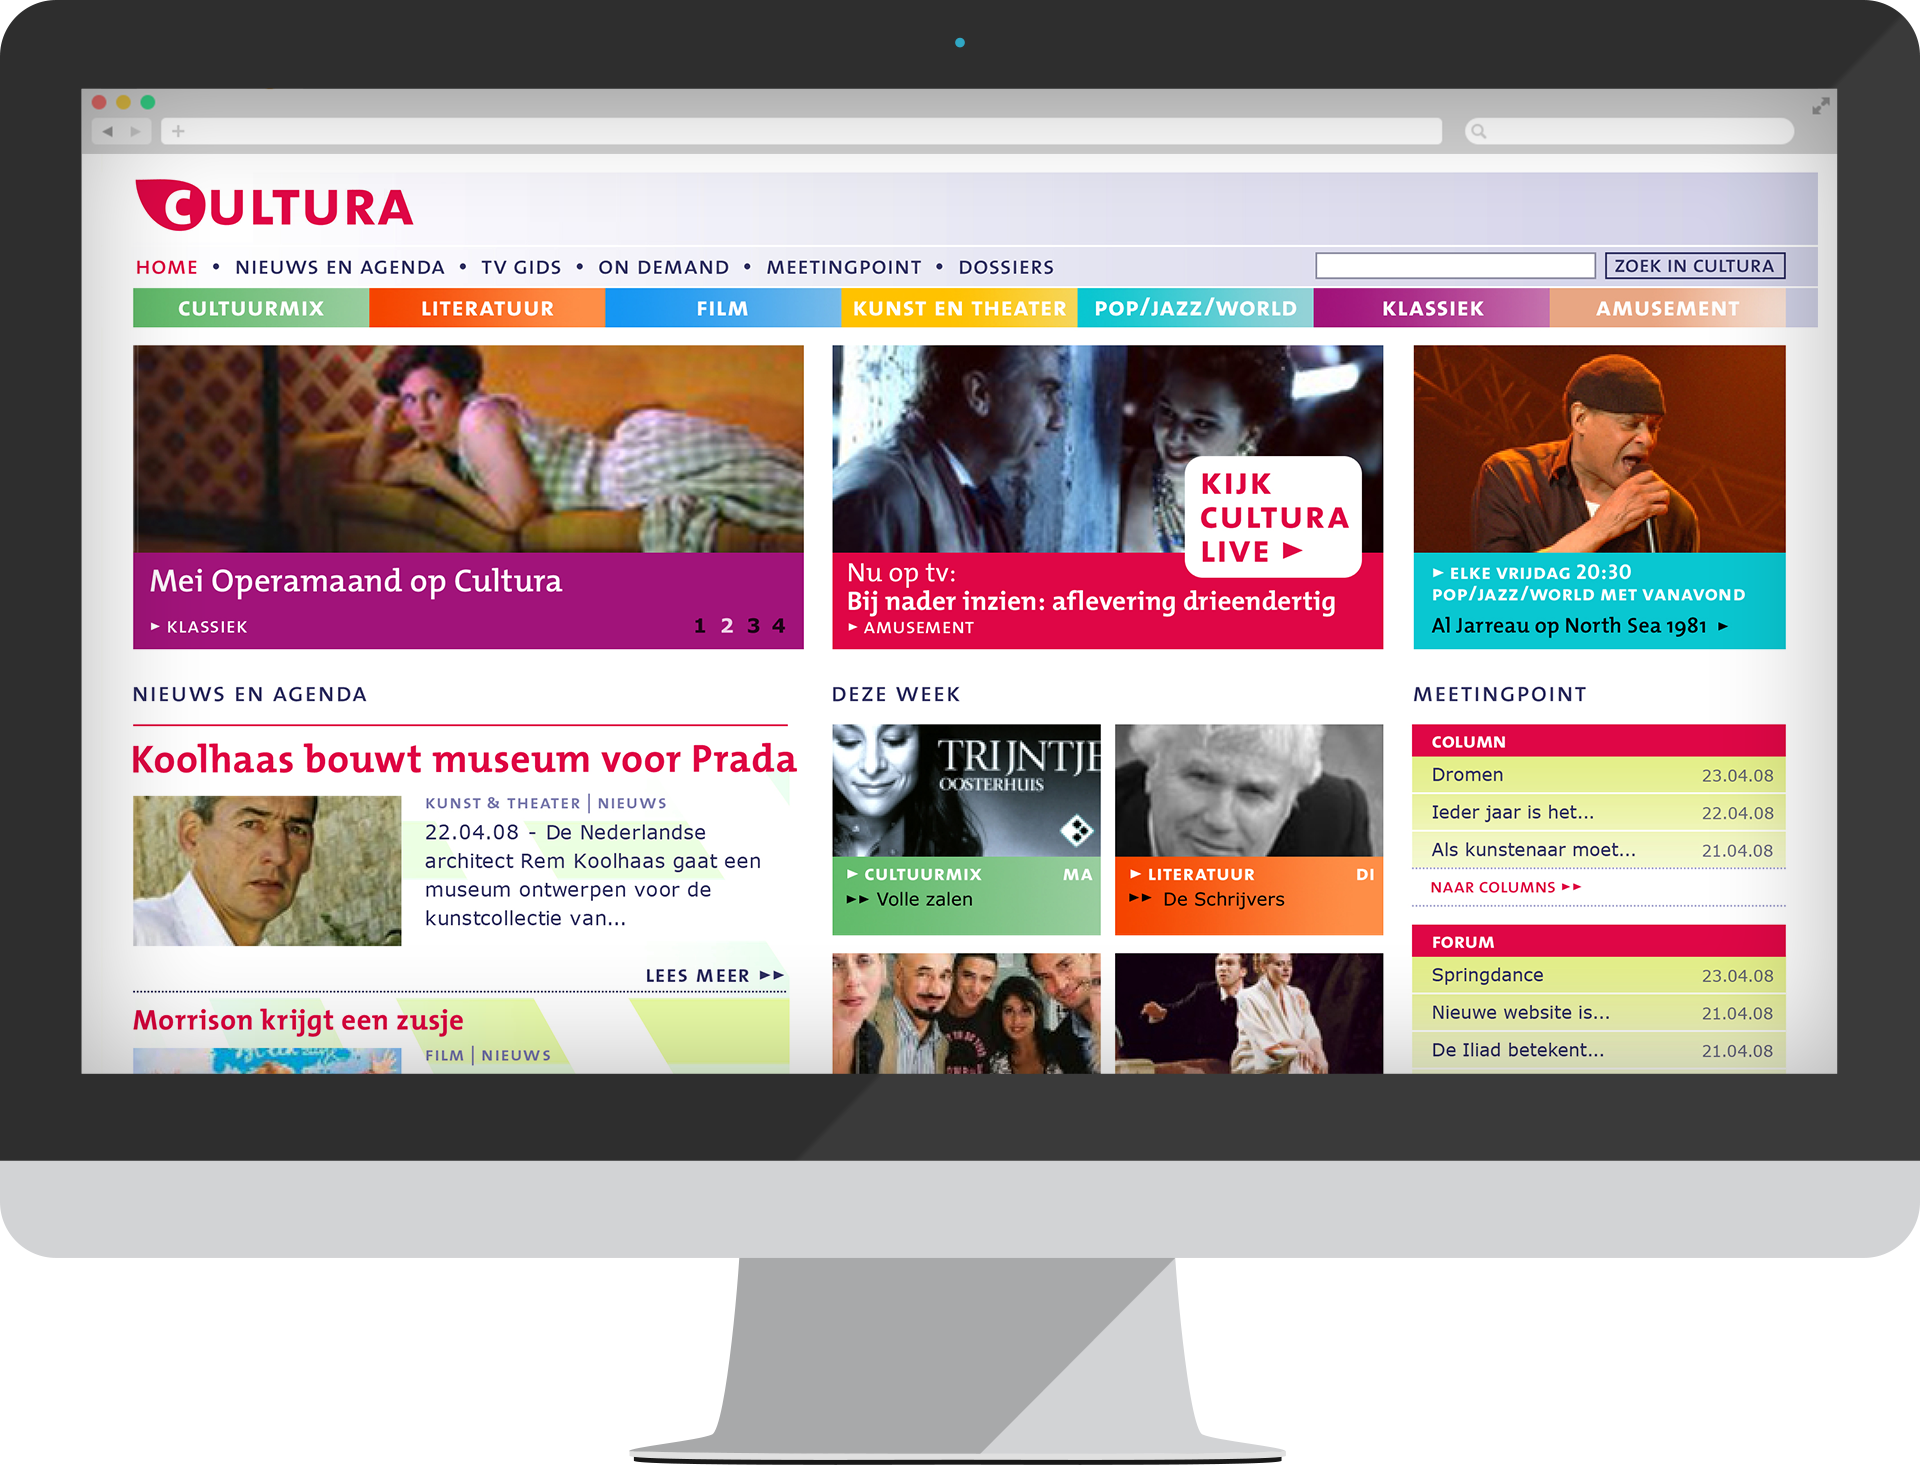 CULTURA
HOME • NIEUWS EN AGENDA • TV GIDS • ON DEMAND • MEETINGPOINT • DOSSIERS
ZOEK IN CULTURA
CULTUURMIX LITERATUUR FILM KUNST EN THEATER POP/JAZZ/WORLD KLASSIEK AMUSEMENT
Mei Operamaand op Cultura
KLASSIEK
1 2 3 4
KIJK
CULTURA
LIVE
Nu op tv:
Bij nader inzien: aflevering drieendertig
AMUSEMENT
ELKE VRIJDAG 20:30
POP/JAZZ/WORLD MET VANAVOND
Al Jarreau op North Sea 1981
NIEUWS EN AGENDA
Koolhaas bouwt museum voor Prada
KUNST & THEATER | NIEUWS
22.04.08 - De Nederlandse
architect Rem Koolhaas gaat een
museum ontwerpen voor de
kunstcollectie van...
LEES MEER
Morrison krijgt een zusje
FILM | NIEUWS
DEZE WEEK
TRIJNTJE
OOSTERHUIS
CULTUURMIX MA
Volle zalen
LITERATUUR DI
De Schrijvers
MEETINGPOINT
COLUMN
Dromen 23.04.08
Ieder jaar is het... 22.04.08
Als kunstenaar moet... 21.04.08
NAAR COLUMNS
FORUM
Springdance 23.04.08
Nieuwe website is... 21.04.08
De Iliad betekent... 21.04.08